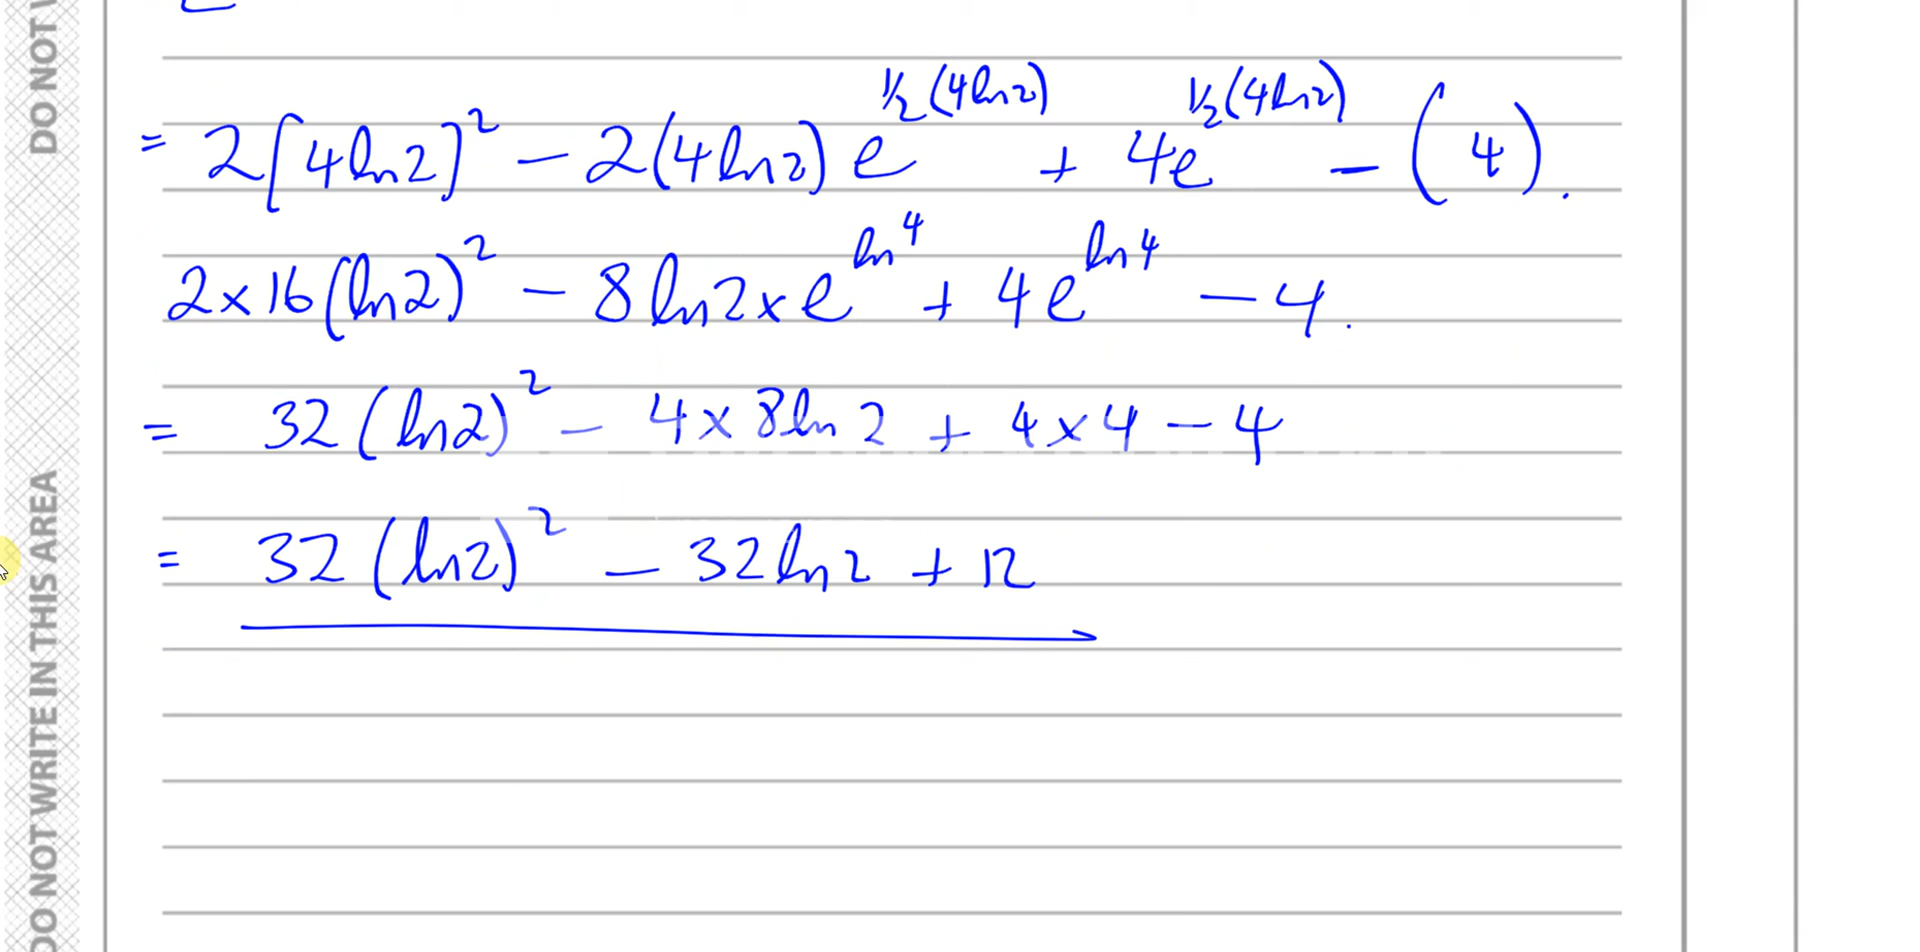 = 2[4ln2]² - 2(4ln2) e^{½(4ln2)} + 4e^{½(4ln2)} - (4).
2×16(ln2)² - 8ln2×e^{ln4} + 4e^{ln4} - 4.
= 32(ln2)² - 4×8ln2 + 4×4 - 4
= 32(ln2)² - 32ln2 + 12
DO NOT
DO NOT WRITE IN THIS AREA